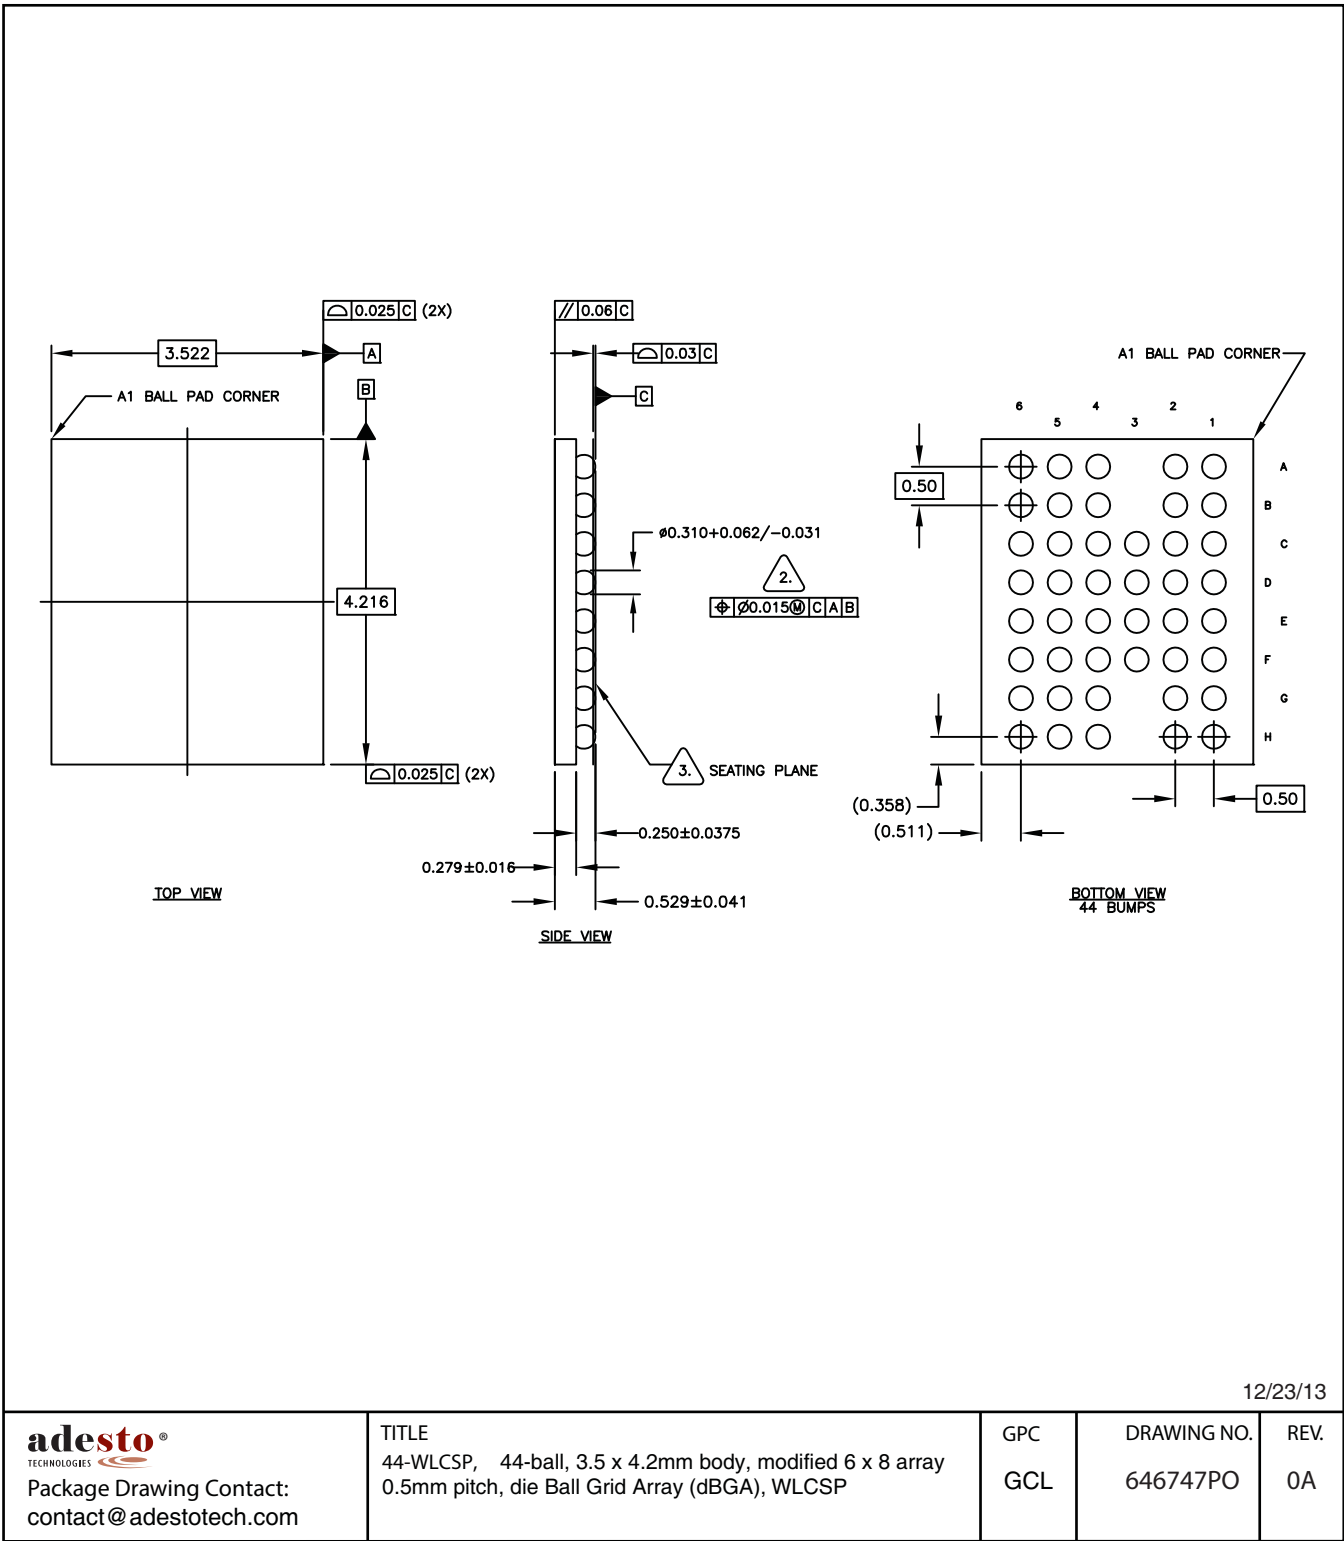 ⌓ 0.025 C (2X)
3.522
A
A1 BALL PAD CORNER
B
4.216
⌓ 0.025 C (2X)
TOP VIEW
// 0.06 C
⌓ 0.03 C
C
ø0.310+0.062/−0.031
2.
⌖ Ø0.015Ⓜ C A B
3. SEATING PLANE
0.250±0.0375
0.279±0.016
0.529±0.041
SIDE VIEW
A1 BALL PAD CORNER
6 4 2
5 3 1
A
0.50
B
C
D
E
F
G
H
(0.358)
0.50
(0.511)
BOTTOM VIEW
44 BUMPS
12/23/13
adesto®
TECHNOLOGIES
Package Drawing Contact:
contact@adestotech.com
TITLE
44-WLCSP, 44-ball, 3.5 x 4.2mm body, modified 6 x 8 array
0.5mm pitch, die Ball Grid Array (dBGA), WLCSP
GPC
GCL
DRAWING NO.
646747PO
REV.
0A